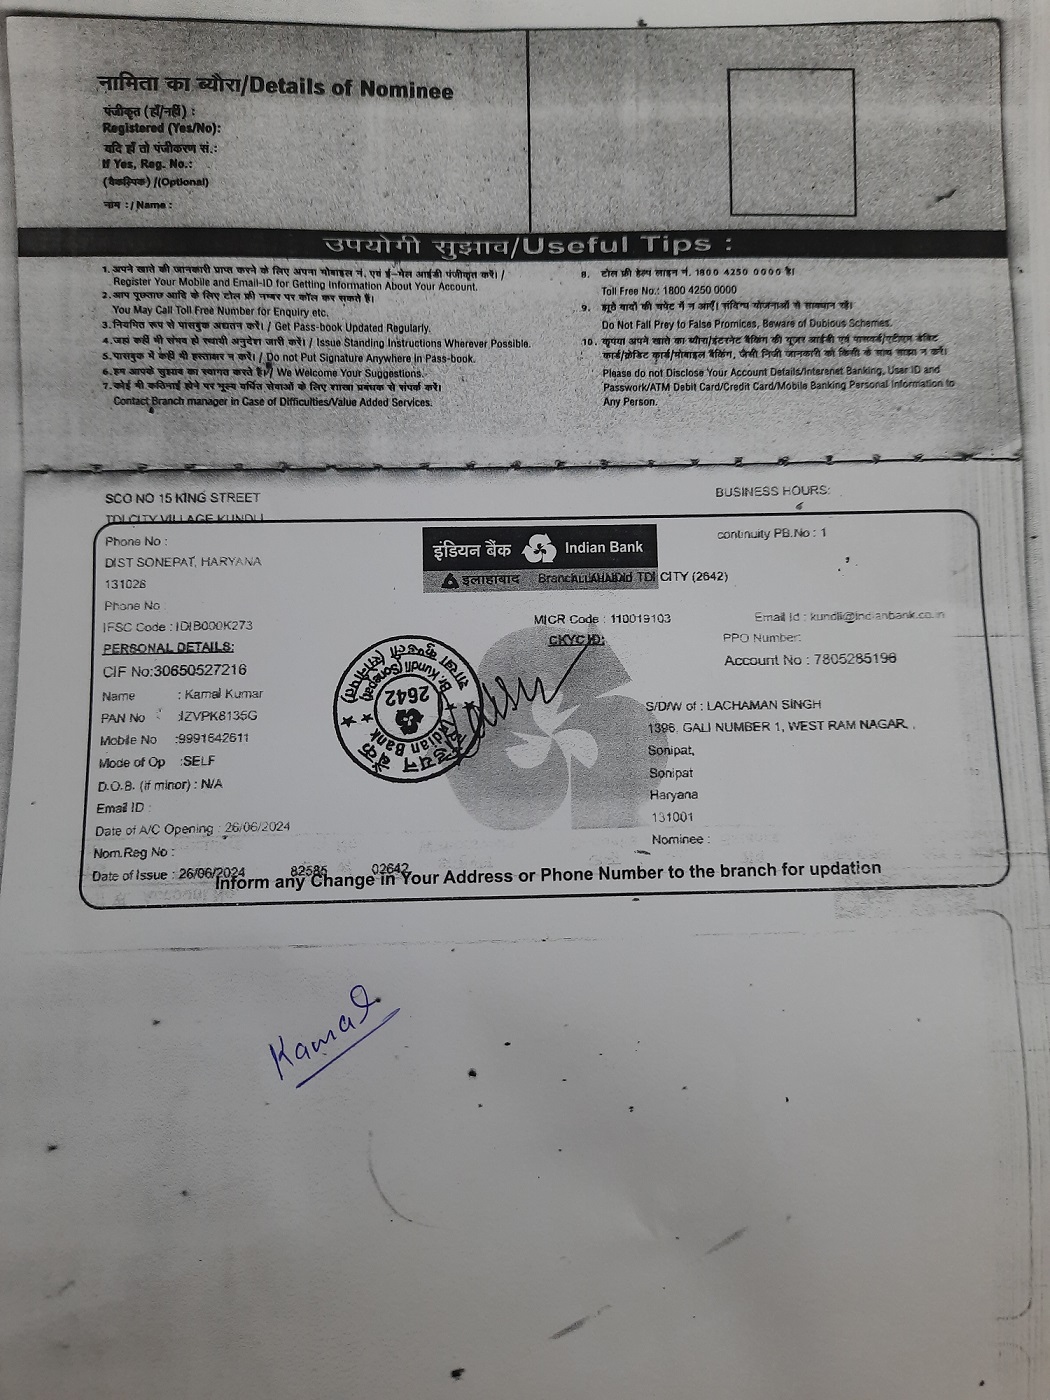 नामिता का ब्यौरा/Details of Nominee
पंजीकृत (हाँ/नहीं) :
Registered (Yes/No):
यदि हाँ तो पंजीकरण सं.:
If Yes, Reg. No.:
(वैकल्पिक) /(Optional)
नाम :/ Name :
उपयोगी सुझाव/Useful Tips :
1. अपने खाते की जानकारी प्राप्त करने के लिए अपना मोबाइल नं. एवं ई-मेल आईडी पंजीकृत करें। /
Register Your Mobile and Email-ID for Getting Information About Your Account.
2. आप पूछताछ आदि के लिए टोल फ्री नम्बर पर कॉल कर सकते हैं।
You May Call Toll Free Number for Enquiry etc.
3. नियमित रूप से पासबुक अद्यतन करें। / Get Pass-book Updated Regularly.
4. जहां कहीं भी संभव हो स्थायी अनुदेश जारी करें। / Issue Standing Instructions Wherever Possible.
5. पासबुक में कहीं भी हस्ताक्षर न करें। / Do not Put Signature Anywhere in Pass-book.
6. हम आपके सुझाव का स्वागत करते हैं। / We Welcome Your Suggestions.
7. कोई भी कठिनाई होने पर मूल्य वर्धित सेवाओं के लिए शाखा प्रबंधक से संपर्क करें।
Contact Branch manager in Case of Difficulties/Value Added Services.
8. टोल फ्री हेल्प लाइन नं. 1800 4250 0000 है।
Toll Free No.: 1800 4250 0000
9. झूठे वादों की चपेट में न आएँ। संदिग्ध योजनाओं से सावधान रहें।
Do Not Fall Prey to False Promices, Beware of Dubious Schemes.
10. कृपया अपने खाते का ब्यौरा/इंटरनेट बैंकिंग की यूजर आईडी एवं पासवर्ड/एटीएम डेबिट
कार्ड/क्रेडिट कार्ड/मोबाइल बैंकिंग, जैसी निजी जानकारी को किसी के साथ साझा न करें।
Please do not Disclose Your Account Details/Interenet Banking, User ID and
Password/ATM Debit Card/Credit Card/Mobile Banking Personal Information to
Any Person.
SCO NO 15 KING STREET
TDI CITY VILLAGE KUNDLI
BUSINESS HOURS:
Phone No :
DIST SONEPAT, HARYANA
131028
Phone No
IFSC Code : IDIB000K273
PERSONAL DETAILS:
CIF No:30650527216
Name : Kamal Kumar
PAN No :IZVPK8135G
Mobile No :9991642611
Mode of Op :SELF
D.O.B. (if minor) : N/A
Email ID :
Date of A/C Opening : 26/06/2024
Nom.Reg No :
Date of Issue : 26/06/2024 82586 02642
इंडियन बैंक Indian Bank
इलाहाबाद ALLAHABAD
TDI CITY (2642)
MICR Code : 110019103
CKYC ID:
continuity PB.No : 1
Email Id : kundli@indianbank.co.in
PPO Number:
Account No : 7805285196
S/D/W of : LACHAMAN SINGH
1396, GALI NUMBER 1, WEST RAM NAGAR, .
Sonipat,
Sonipat
Haryana
131001
Nominee :
इण्डियन बैंक
Indian Bank
2642
Br. Kundli (Sonepat)
शाखा कुण्डली (सोनीपत)
Inform any Change in Your Address or Phone Number to the branch for updation
Kamal